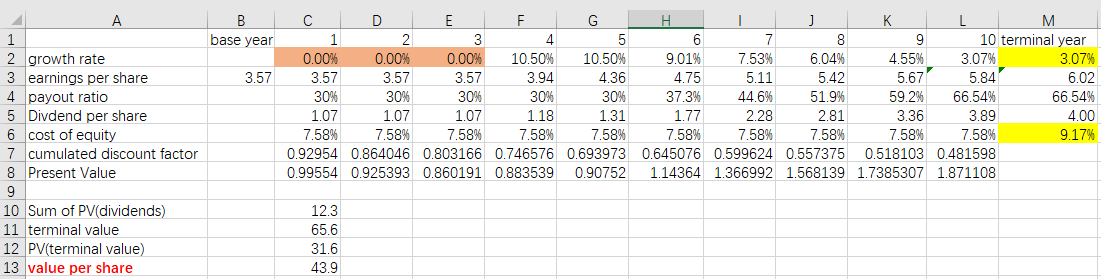 A B C D E F G H I J K L M
1 base year 1 2 3 4 5 6 7 8 9 10 terminal year
2 growth rate 0.00% 0.00% 0.00% 10.50% 10.50% 9.01% 7.53% 6.04% 4.55% 3.07% 3.07%
3 earnings per share 3.57 3.57 3.57 3.57 3.94 4.36 4.75 5.11 5.42 5.67 5.84 6.02
4 payout ratio 30% 30% 30% 30% 30% 37.3% 44.6% 51.9% 59.2% 66.54% 66.54%
5 Divdend per share 1.07 1.07 1.07 1.18 1.31 1.77 2.28 2.81 3.36 3.89 4.00
6 cost of equity 7.58% 7.58% 7.58% 7.58% 7.58% 7.58% 7.58% 7.58% 7.58% 7.58% 9.17%
7 cumulated discount factor 0.92954 0.864046 0.803166 0.746576 0.693973 0.645076 0.599624 0.557375 0.518103 0.481598
8 Present Value 0.99554 0.925393 0.860191 0.883539 0.90752 1.14364 1.366992 1.568139 1.7385307 1.871108
9
10 Sum of PV(dividends) 12.3
11 terminal value 65.6
12 PV(terminal value) 31.6
13 value per share 43.9